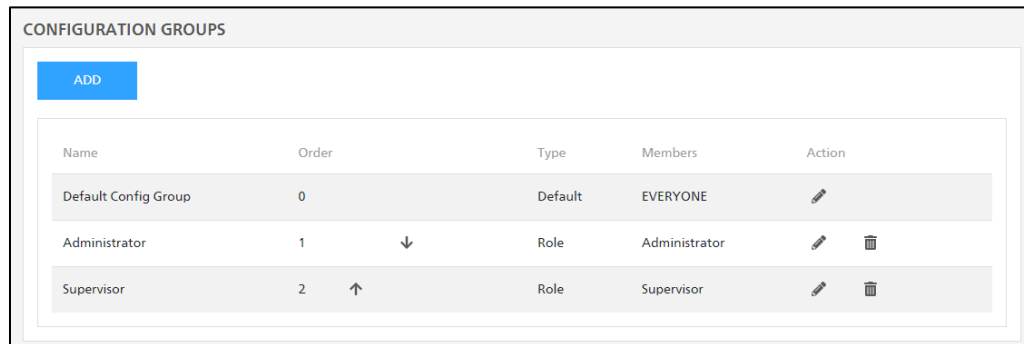 CONFIGURATION GROUPS
ADD
Name Order Type Members Action
Default Config Group 0 Default EVERYONE
Administrator 1 Role Administrator
Supervisor 2 Role Supervisor